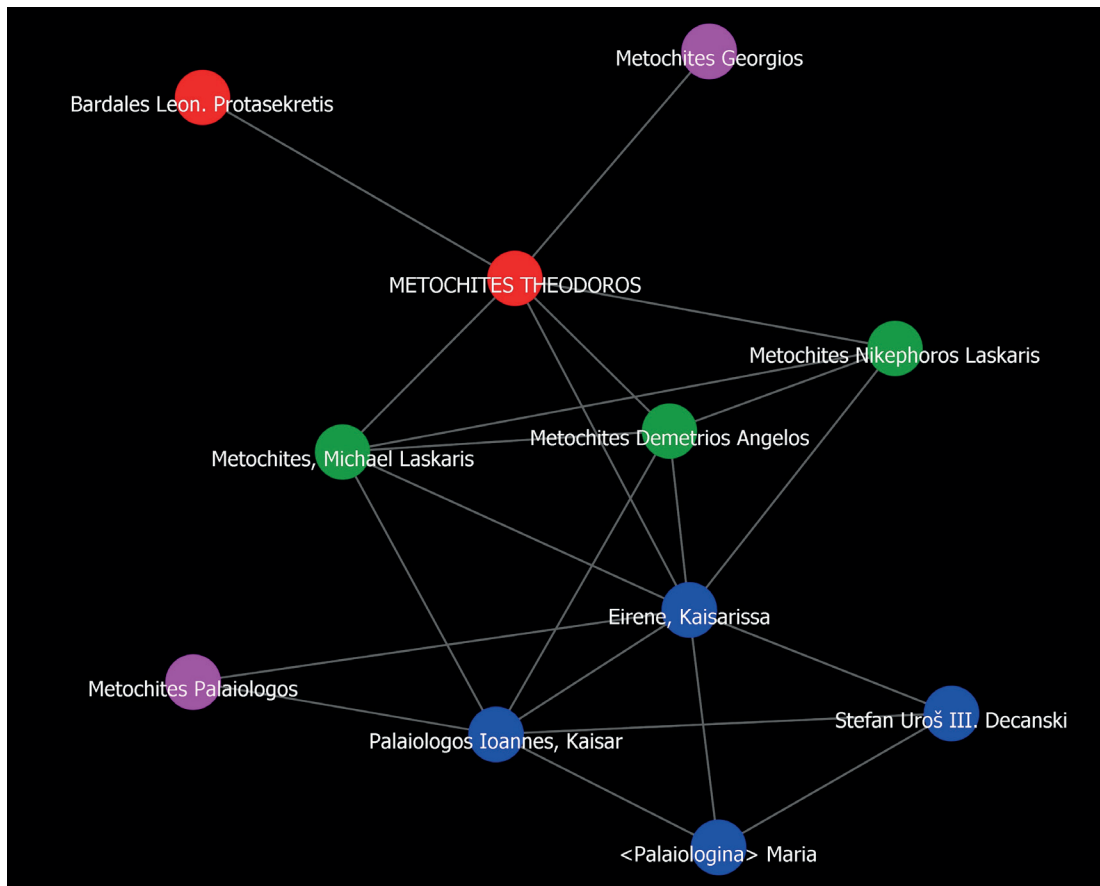 Metochites Georgios
Bardales Leon. Protasekretis
METOCHITES THEODOROS
Metochites Nikephoros Laskaris
Metochites Demetrios Angelos
Metochites, Michael Laskaris
Eirene, Kaisarissa
Metochites Palaiologos
Stefan Uroš III. Decanski
Palaiologos Ioannes, Kaisar
<Palaiologina> Maria